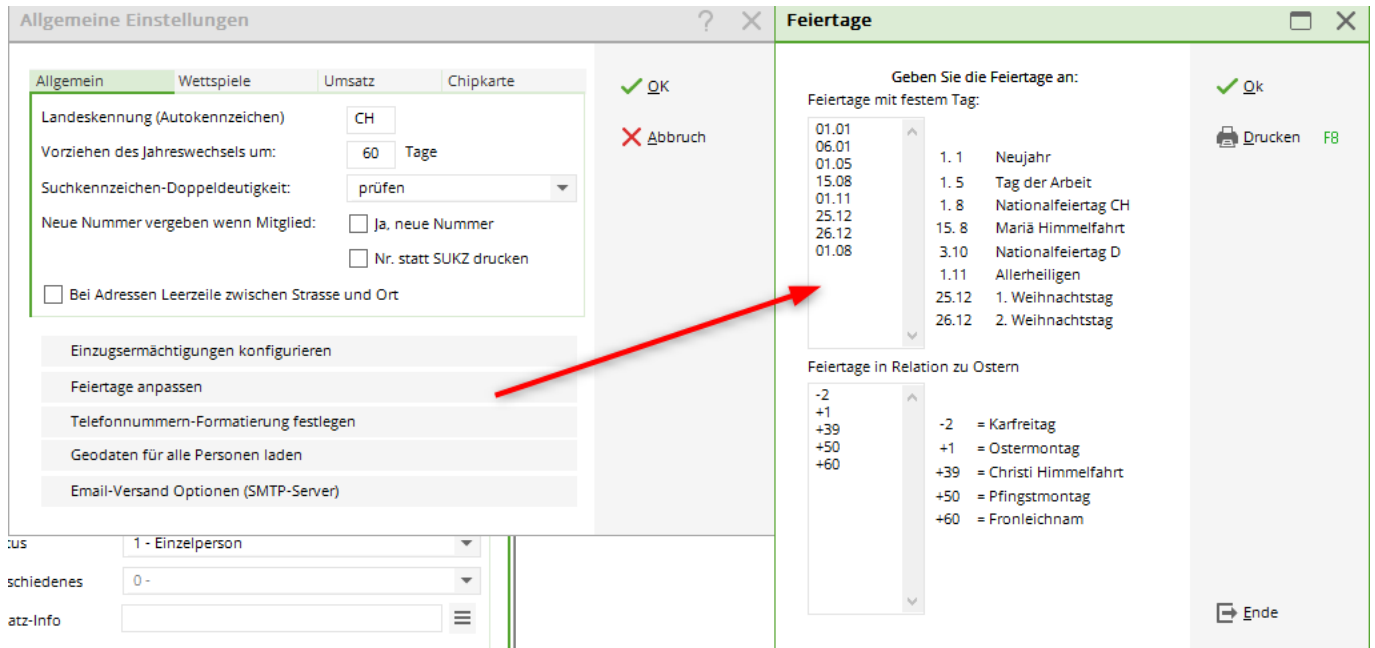 Allgemeine Einstellungen
?
Allgemein Wettspiele Umsatz Chipkarte
Landeskennung (Autokennzeichen) CH
Vorziehen des Jahreswechsels um: 60 Tage
Suchkennzeichen-Doppeldeutigkeit: prüfen
Neue Nummer vergeben wenn Mitglied: Ja, neue Nummer
Nr. statt SUKZ drucken
Bei Adressen Leerzeile zwischen Strasse und Ort
Einzugsermächtigungen konfigurieren
Feiertage anpassen
Telefonnummern-Formatierung festlegen
Geodaten für alle Personen laden
Email-Versand Optionen (SMTP-Server)
OK
Abbruch
tus 1 - Einzelperson
schiedenes 0 -
atz-Info
Feiertage
Geben Sie die Feiertage an:
Feiertage mit festem Tag:
01.01
06.01
01.05
15.08
01.11
25.12
26.12
01.08
1. 1 Neujahr
1. 5 Tag der Arbeit
1. 8 Nationalfeiertag CH
15. 8 Mariä Himmelfahrt
3.10 Nationalfeiertag D
1.11 Allerheiligen
25.12 1. Weihnachtstag
26.12 2. Weihnachtstag
Feiertage in Relation zu Ostern
-2
+1
+39
+50
+60
-2 = Karfreitag
+1 = Ostermontag
+39 = Christi Himmelfahrt
+50 = Pfingstmontag
+60 = Fronleichnam
Ok
Drucken F8
Ende